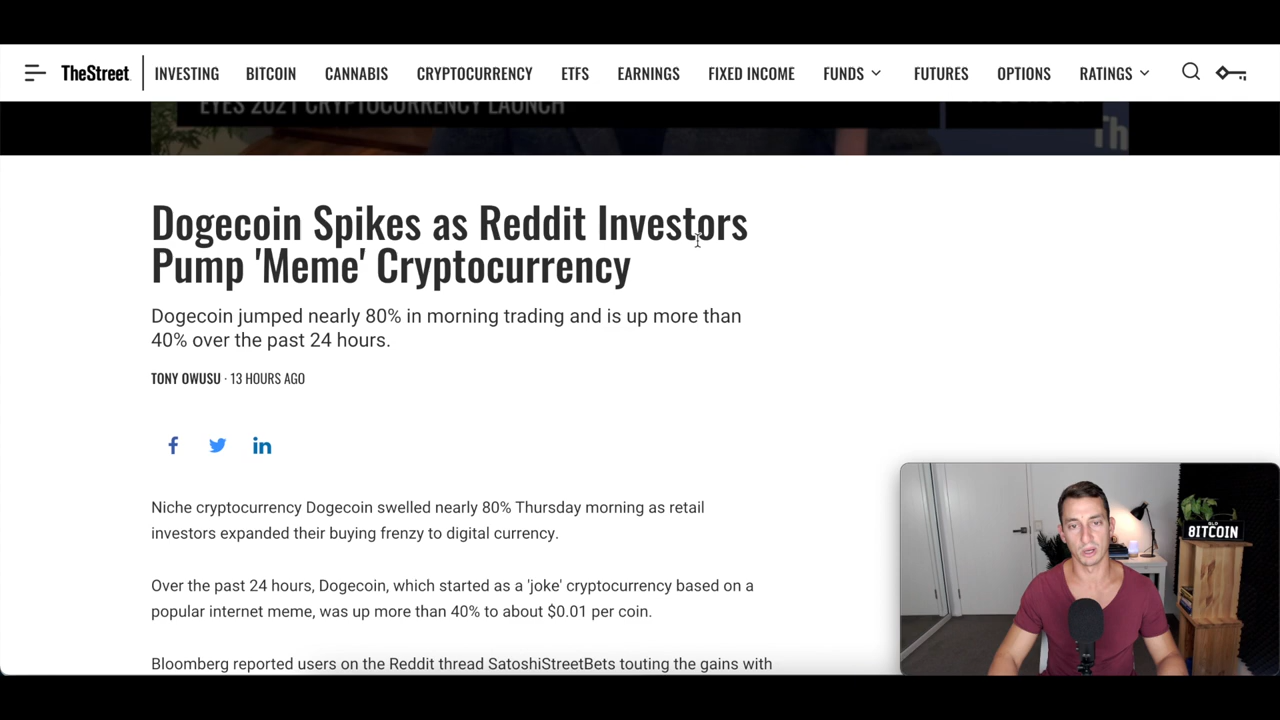 TheStreet INVESTING BITCOIN CANNABIS CRYPTOCURRENCY ETFS EARNINGS FIXED INCOME FUNDS FUTURES OPTIONS RATINGS
EYES 2021 CRYPTOCURRENCY LAUNCH
Th
Dogecoin Spikes as Reddit Investors
Pump 'Meme' Cryptocurrency
Dogecoin jumped nearly 80% in morning trading and is up more than
40% over the past 24 hours.
TONY OWUSU · 13 HOURS AGO
Niche cryptocurrency Dogecoin swelled nearly 80% Thursday morning as retail
investors expanded their buying frenzy to digital currency.
Over the past 24 hours, Dogecoin, which started as a 'joke' cryptocurrency based on a
popular internet meme, was up more than 40% to about $0.01 per coin.
Bloomberg reported users on the Reddit thread SatoshiStreetBets touting the gains with
BITCOIN